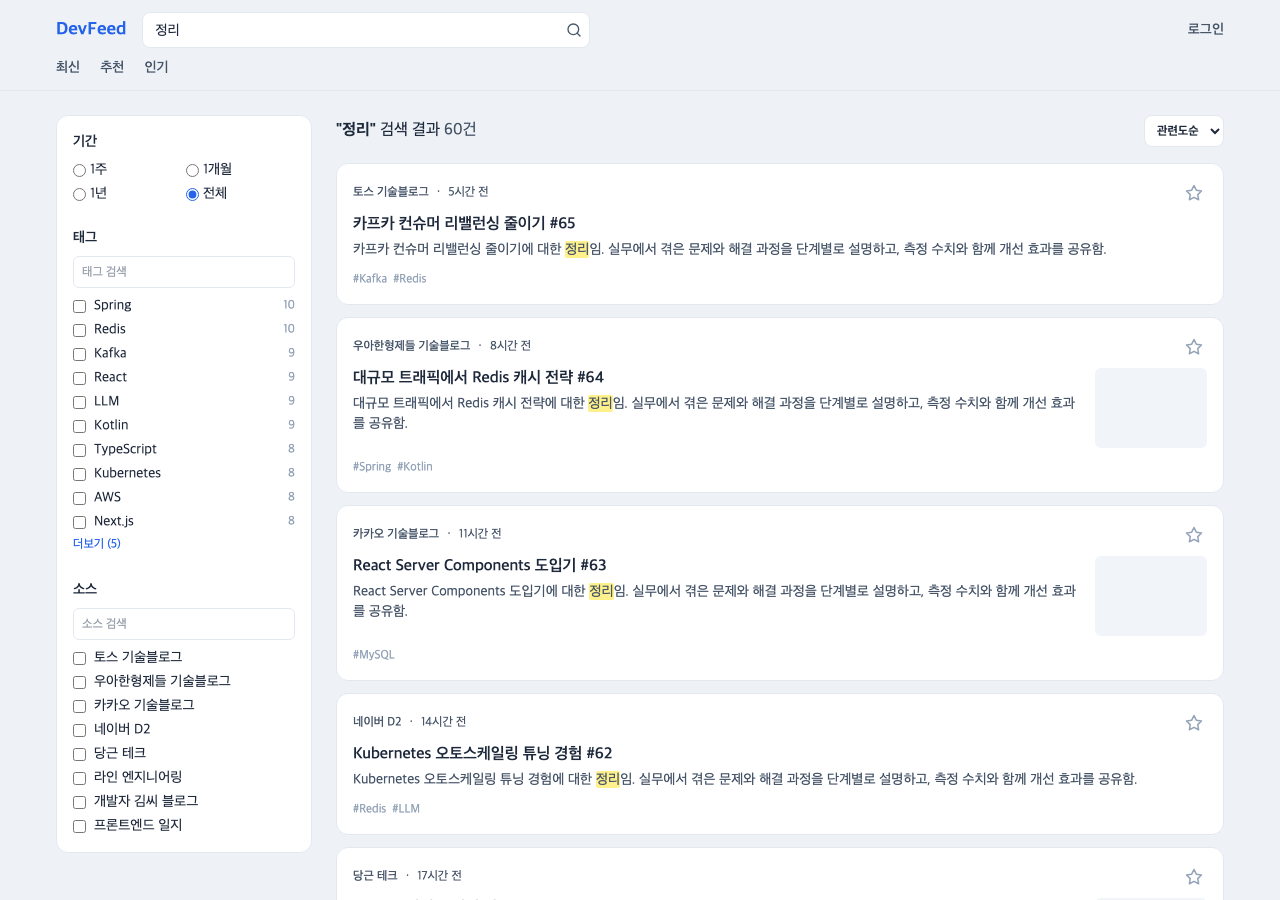 DevFeed
정리
로그인
최신 추천 인기
기간
1주 1개월
1년 전체
태그
태그 검색
Spring 10
Redis 10
Kafka 9
React 9
LLM 9
Kotlin 9
TypeScript 8
Kubernetes 8
AWS 8
Next.js 8
더보기 (5)
소스
소스 검색
토스 기술블로그
우아한형제들 기술블로그
카카오 기술블로그
네이버 D2
당근 테크
라인 엔지니어링
개발자 김씨 블로그
프론트엔드 일지
"정리" 검색 결과 60건
관련도순
토스 기술블로그 · 5시간 전
카프카 컨슈머 리밸런싱 줄이기 #65
카프카 컨슈머 리밸런싱 줄이기에 대한 정리임. 실무에서 겪은 문제와 해결 과정을 단계별로 설명하고, 측정 수치와 함께 개선 효과를 공유함.
#Kafka #Redis
우아한형제들 기술블로그 · 8시간 전
대규모 트래픽에서 Redis 캐시 전략 #64
대규모 트래픽에서 Redis 캐시 전략에 대한 정리임. 실무에서 겪은 문제와 해결 과정을 단계별로 설명하고, 측정 수치와 함께 개선 효과
를 공유함.
#Spring #Kotlin
카카오 기술블로그 · 11시간 전
React Server Components 도입기 #63
React Server Components 도입기에 대한 정리임. 실무에서 겪은 문제와 해결 과정을 단계별로 설명하고, 측정 수치와 함께 개선 효과
를 공유함.
#MySQL
네이버 D2 · 14시간 전
Kubernetes 오토스케일링 튜닝 경험 #62
Kubernetes 오토스케일링 튜닝 경험에 대한 정리임. 실무에서 겪은 문제와 해결 과정을 단계별로 설명하고, 측정 수치와 함께 개선 효과를 공유함.
#Redis #LLM
당근 테크 · 17시간 전